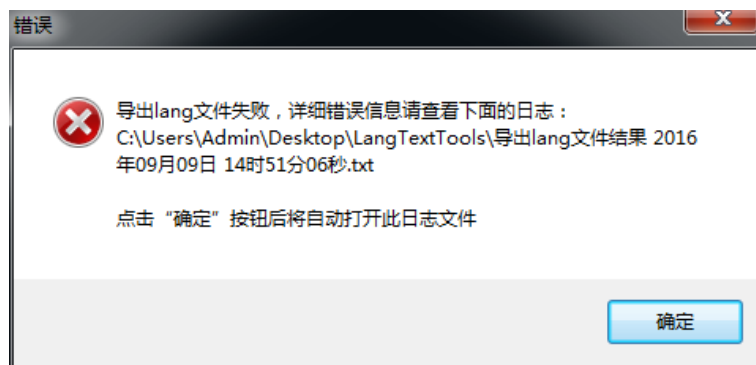 错误
导出lang文件失败，详细错误信息请查看下面的日志：
C:\Users\Admin\Desktop\LangTextTools\导出lang文件结果 2016
年09月09日 14时51分06秒.txt
点击“确定”按钮后将自动打开此日志文件
确定